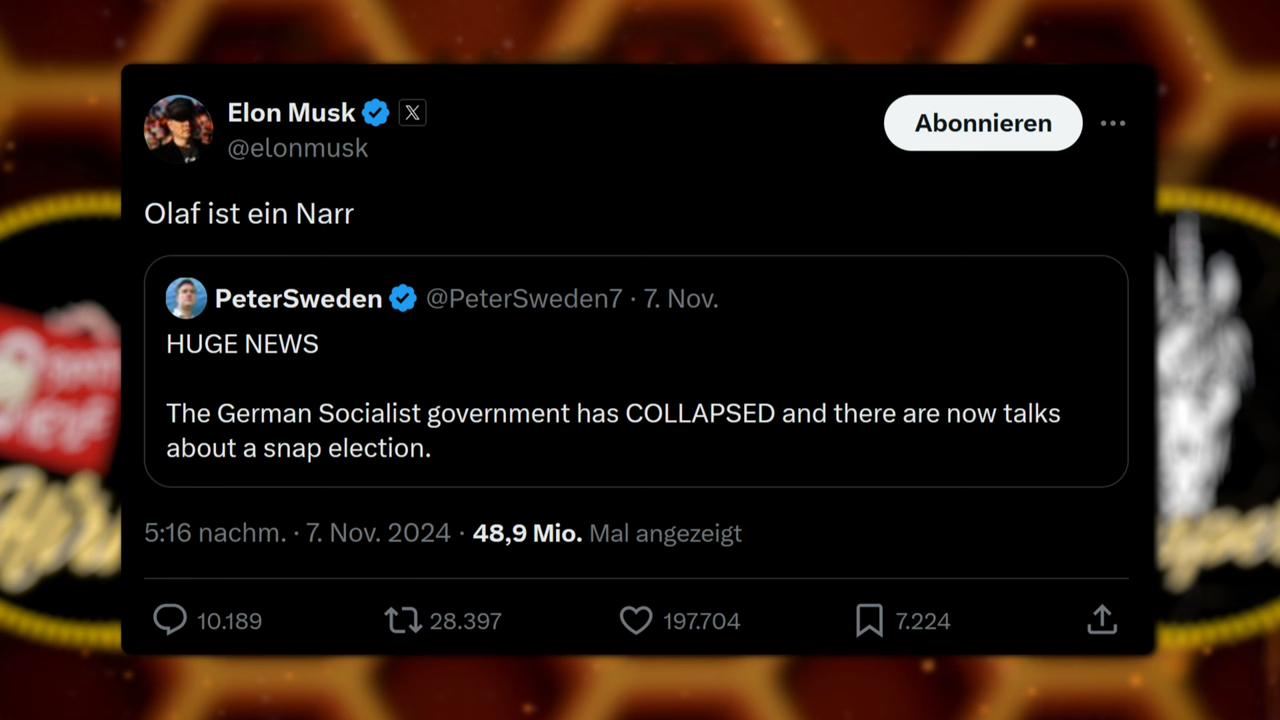 Elon Musk
@elonmusk
Abonnieren
Olaf ist ein Narr
PeterSweden @PeterSweden7 · 7. Nov.
HUGE NEWS
The German Socialist government has COLLAPSED and there are now talks
about a snap election.
5:16 nachm. · 7. Nov. 2024 · 48,9 Mio. Mal angezeigt
10.189 28.397 197.704 7.224